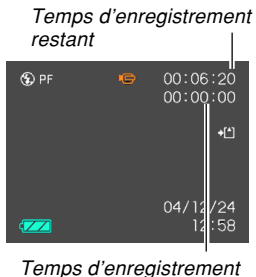 Temps d'enregistrement
restant
PF 00:06:20
00:00:00
04/12/24
12:58
Temps d'enregistrement